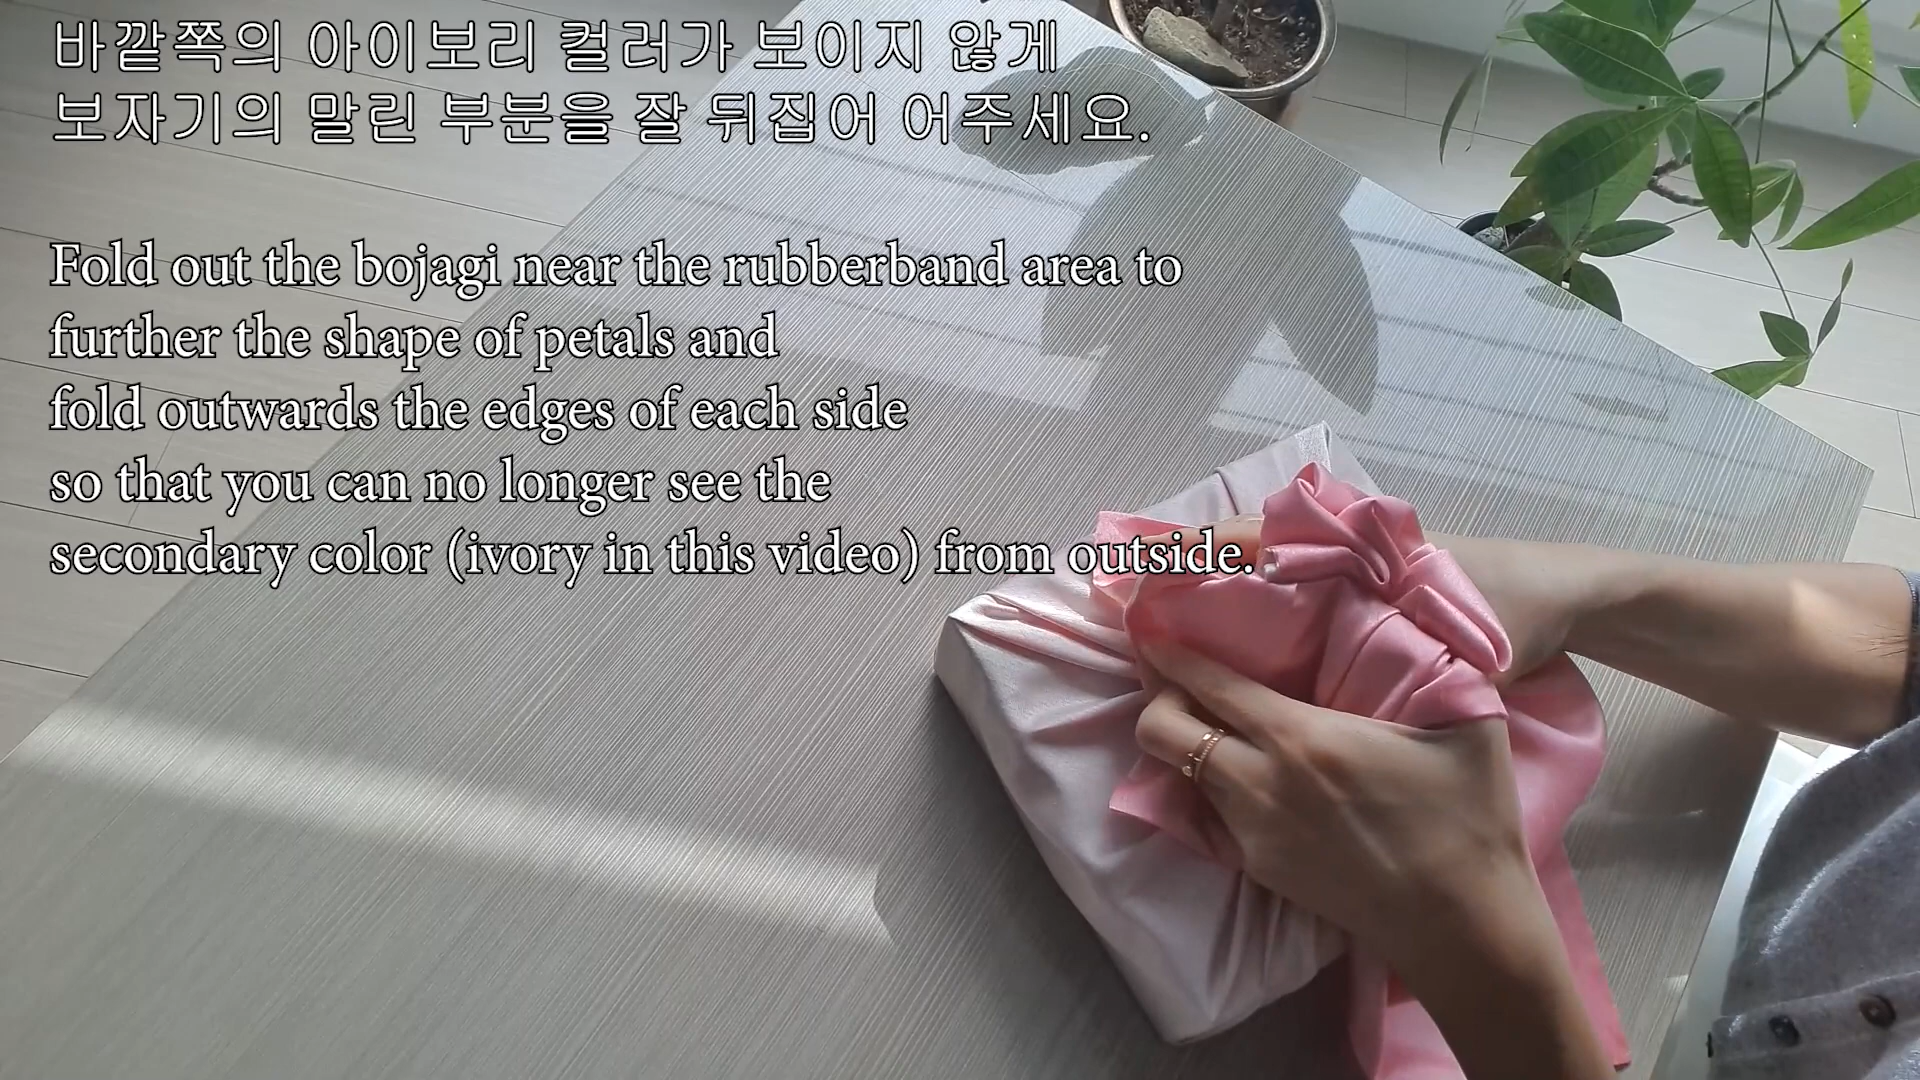 바깥쪽의 아이보리 컬러가 보이지 않게
보자기의 말린 부분을 잘 뒤집어 어주세요.
Fold out the bojagi near the rubberband area to
further the shape of petals and
fold outwards the edges of each side
so that you can no longer see the
secondary color (ivory in this video) from outside.